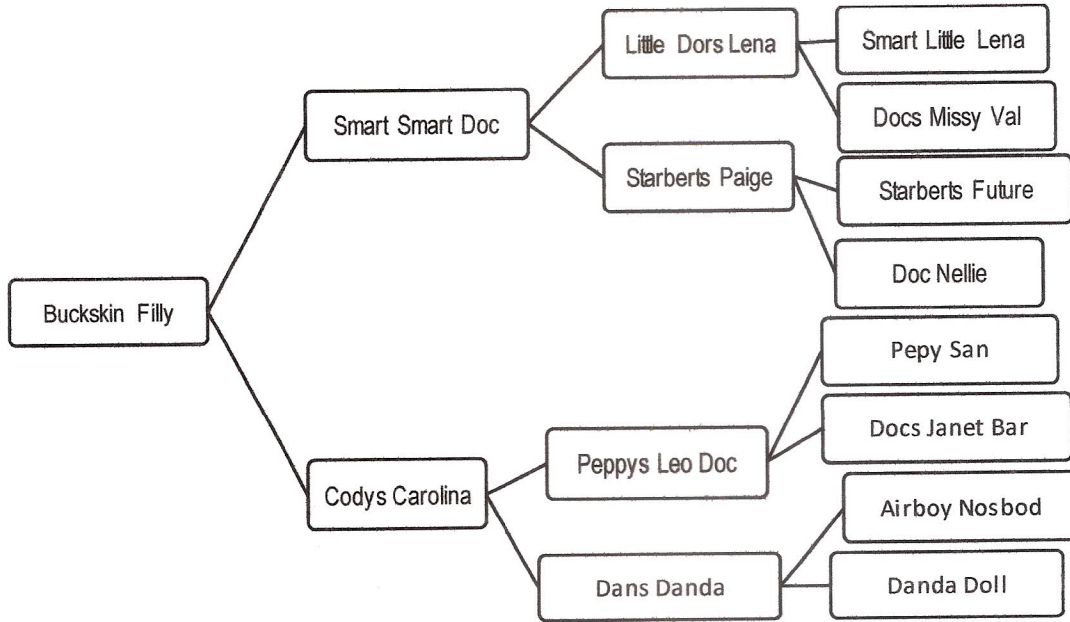 Little Dors Lena
Smart Little Lena
Smart Smart Doc
Docs Missy Val
Starberts Paige
Starberts Future
Doc Nellie
Buckskin Filly
Pepy San
Peppys Leo Doc
Docs Janet Bar
Codys Carolina
Airboy Nosbod
Dans Danda
Danda Doll